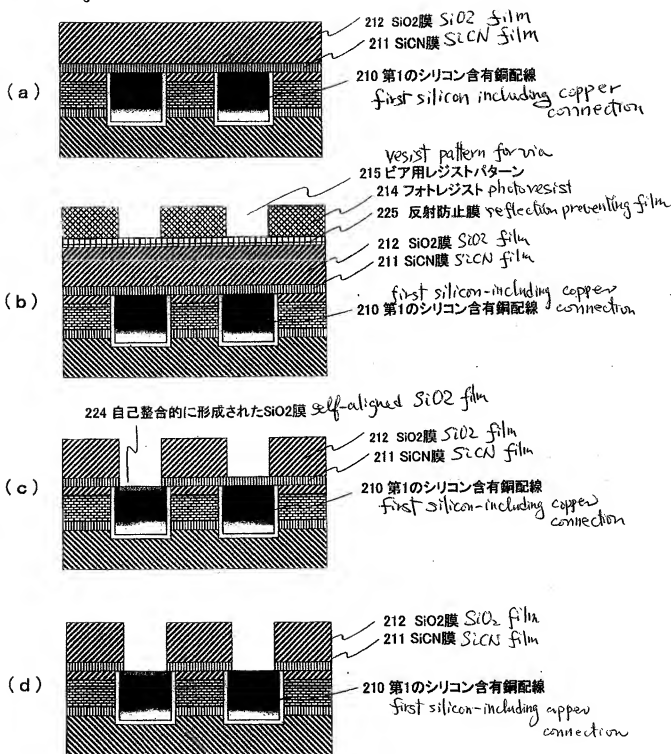 212 SiO2膜 SiO2 film
211 SiCN膜 SiCN film
210 第1のシリコン含有銅配線
first silicon including copper
connection
(a)
resist pattern for via
215 ビア用レジストパターン
214 フォトレジスト photoresist
225 反射防止膜 reflection preventing film
212 SiO2膜 SiO2 film
211 SiCN膜 SiCN film
first silicon-including copper
210 第1のシリコン含有銅配線 connection
(b)
224 自己整合的に形成されたSiO2膜 self-aligned SiO2 film
212 SiO2膜 SiO2 film
211 SiCN膜 SiCN film
210 第1のシリコン含有銅配線
first silicon-including copper
connection
(c)
212 SiO2膜 SiO2 film
211 SiCN膜 SiCN film
210 第1のシリコン含有銅配線
first silicon-including copper
connection
(d)